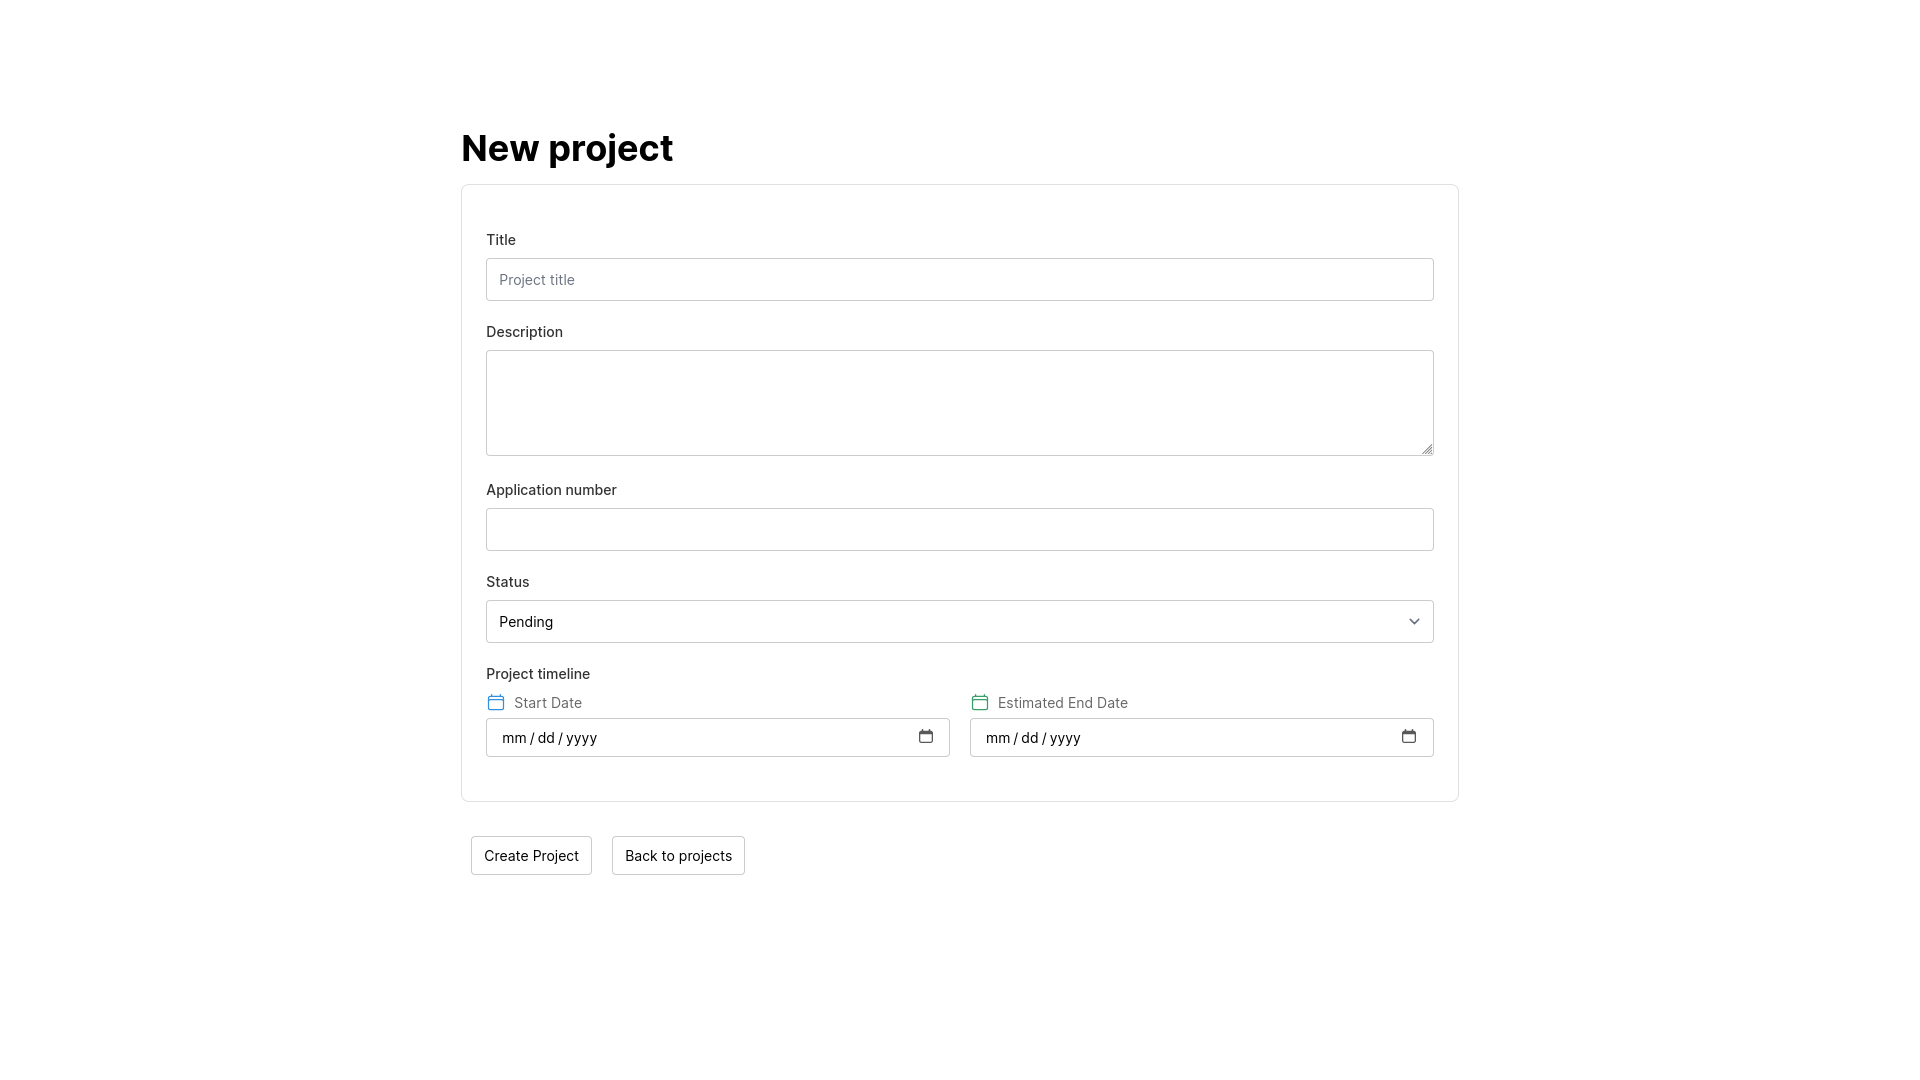 New project
Title
Project title
Description
Application number
Status
Pending
Project timeline
Start Date
Estimated End Date
mm/dd/yyyy
mm/dd/yyyy
Create Project
Back to projects